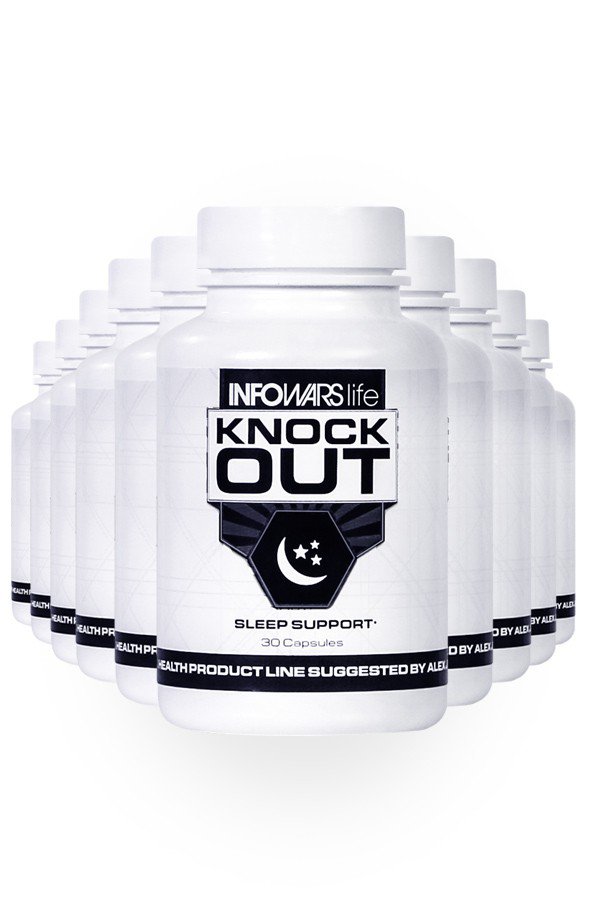 INFOWARS life
KNOCK
OUT
SLEEP SUPPORT*
30 Capsules
HEALTH PRODUCT LINE SUGGESTED BY ALEX